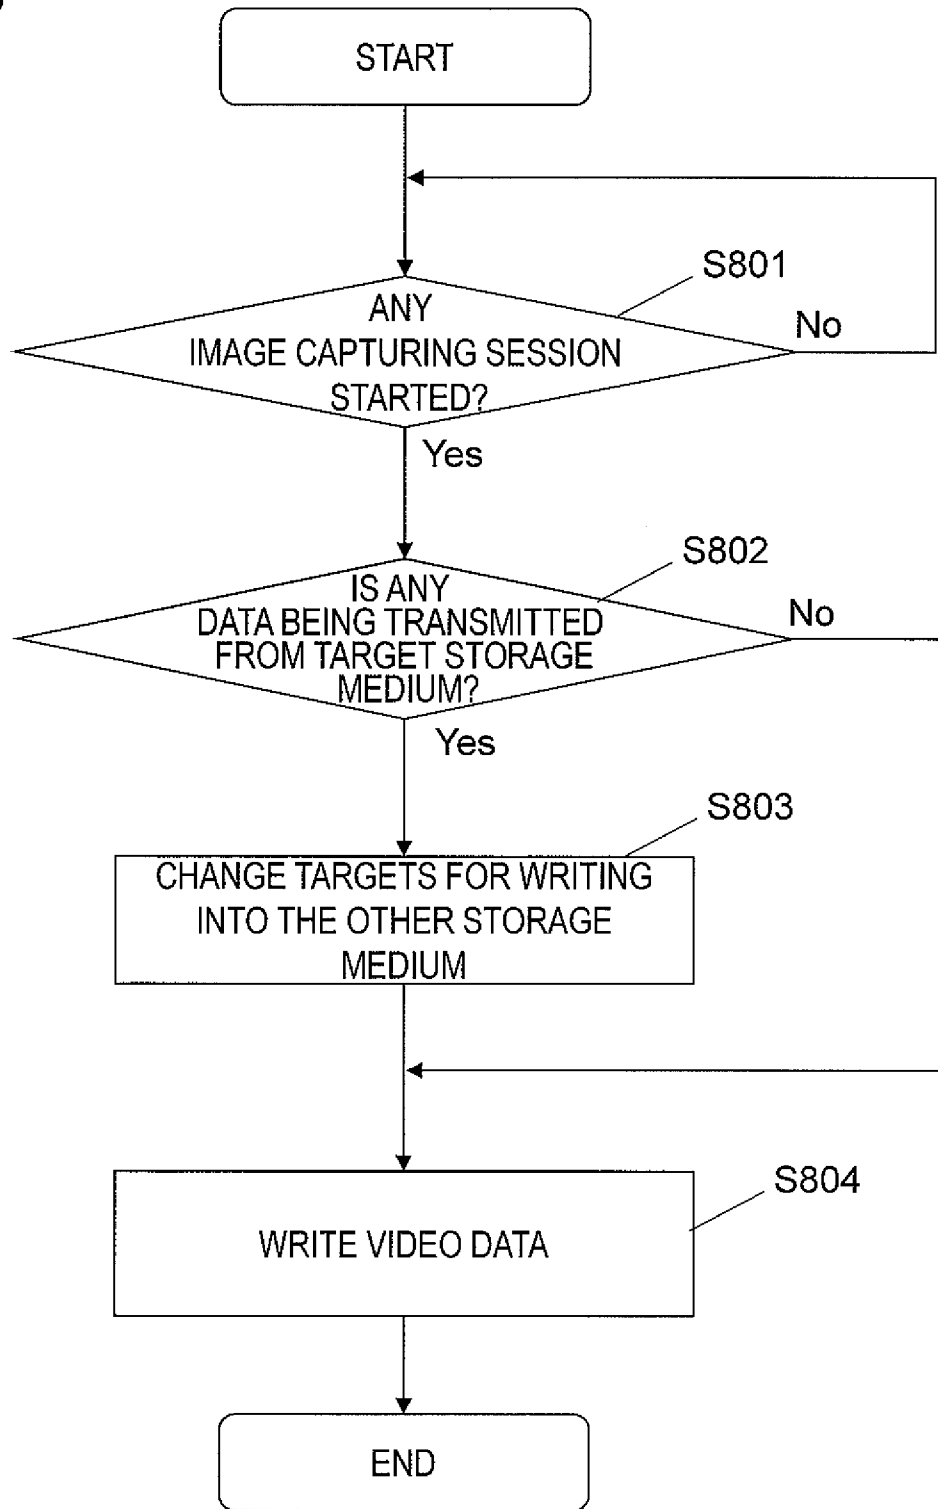 START
S801
ANY
IMAGE CAPTURING SESSION
STARTED?
No
Yes
S802
IS ANY
DATA BEING TRANSMITTED
FROM TARGET STORAGE
MEDIUM?
No
Yes
S803
CHANGE TARGETS FOR WRITING
INTO THE OTHER STORAGE
MEDIUM
S804
WRITE VIDEO DATA
END